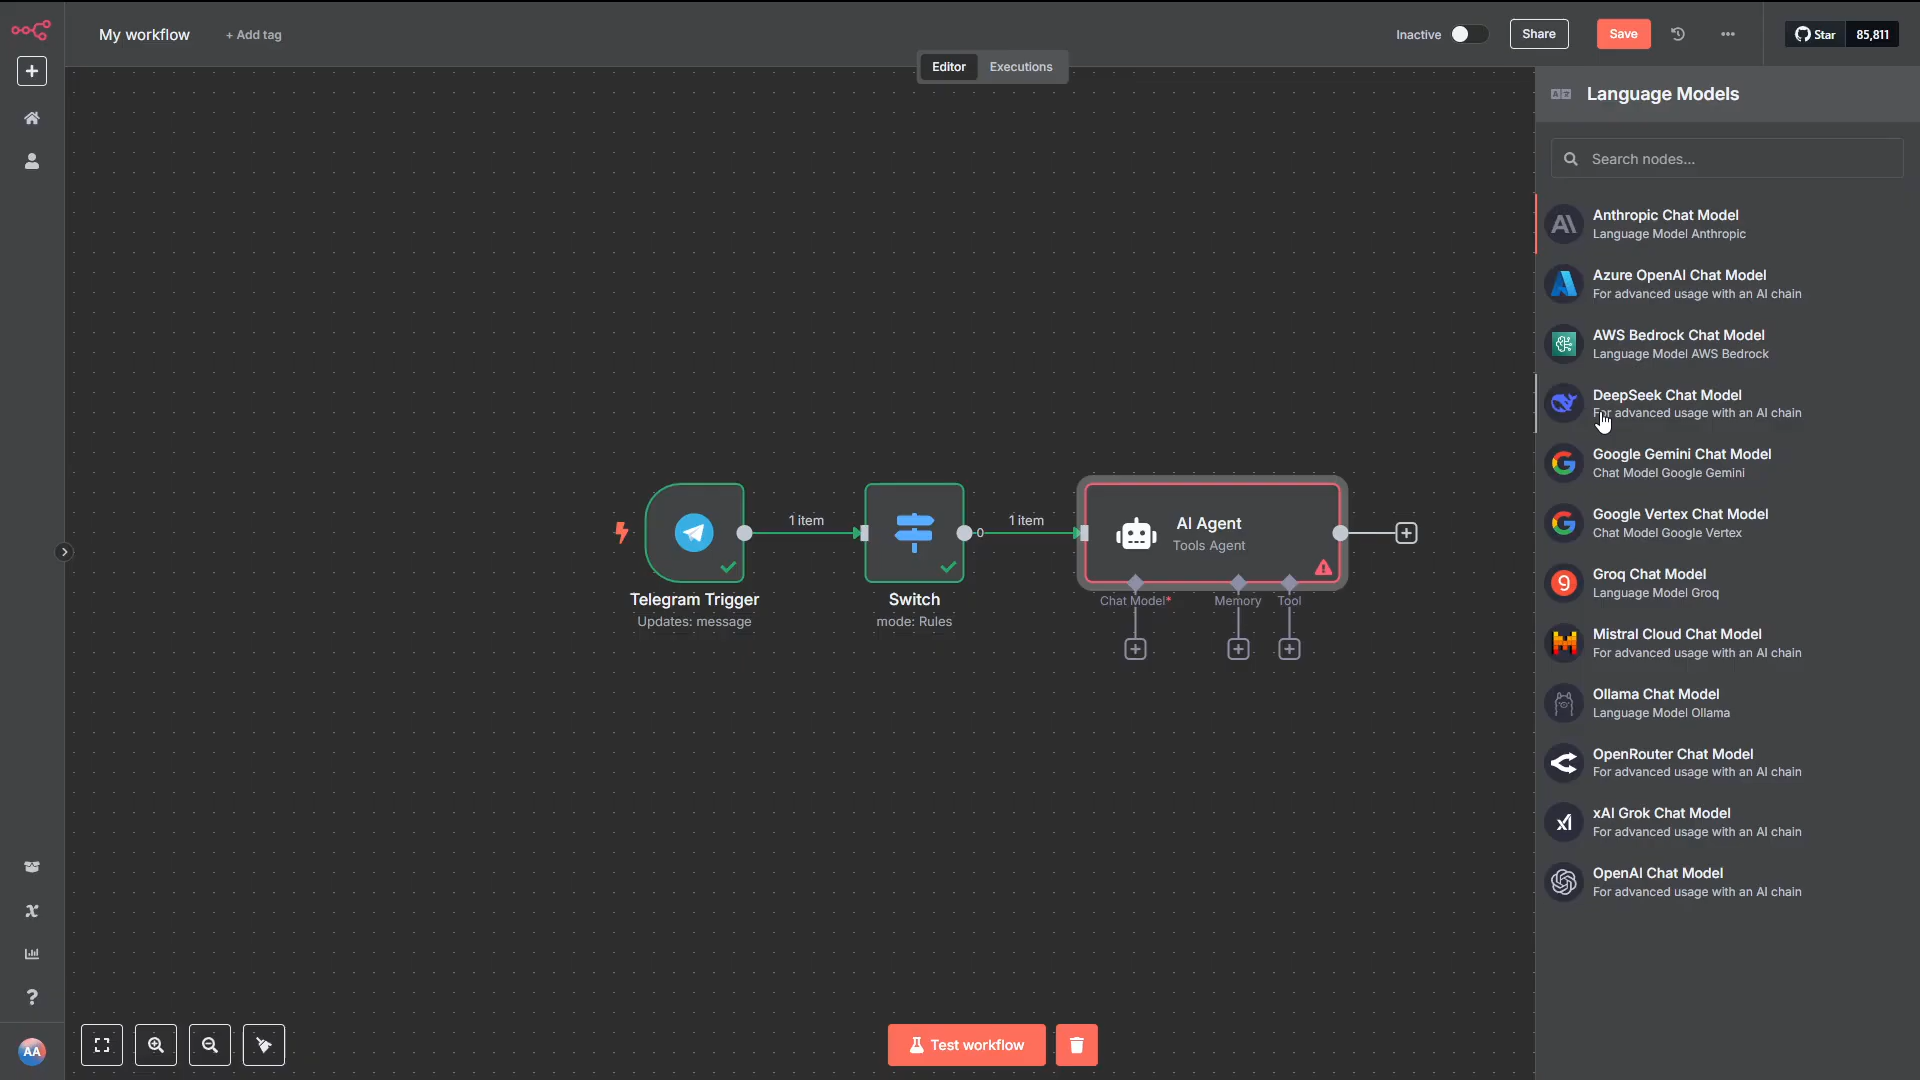 My workflow
+ Add tag
Inactive
Share
Save
Star
85,811
Editor
Executions
Language Models
Search nodes...
Anthropic Chat Model
Language Model Anthropic
Azure OpenAI Chat Model
For advanced usage with an AI chain
AWS Bedrock Chat Model
Language Model AWS Bedrock
DeepSeek Chat Model
For advanced usage with an AI chain
Google Gemini Chat Model
Chat Model Google Gemini
Google Vertex Chat Model
Chat Model Google Vertex
Groq Chat Model
Language Model Groq
Mistral Cloud Chat Model
For advanced usage with an AI chain
Ollama Chat Model
Language Model Ollama
OpenRouter Chat Model
For advanced usage with an AI chain
xAI Grok Chat Model
For advanced usage with an AI chain
OpenAI Chat Model
For advanced usage with an AI chain
1 item
0
1 item
AI Agent
Tools Agent
Telegram Trigger
Updates: message
Switch
mode: Rules
Chat Model*
Memory
Tool
AA
Test workflow